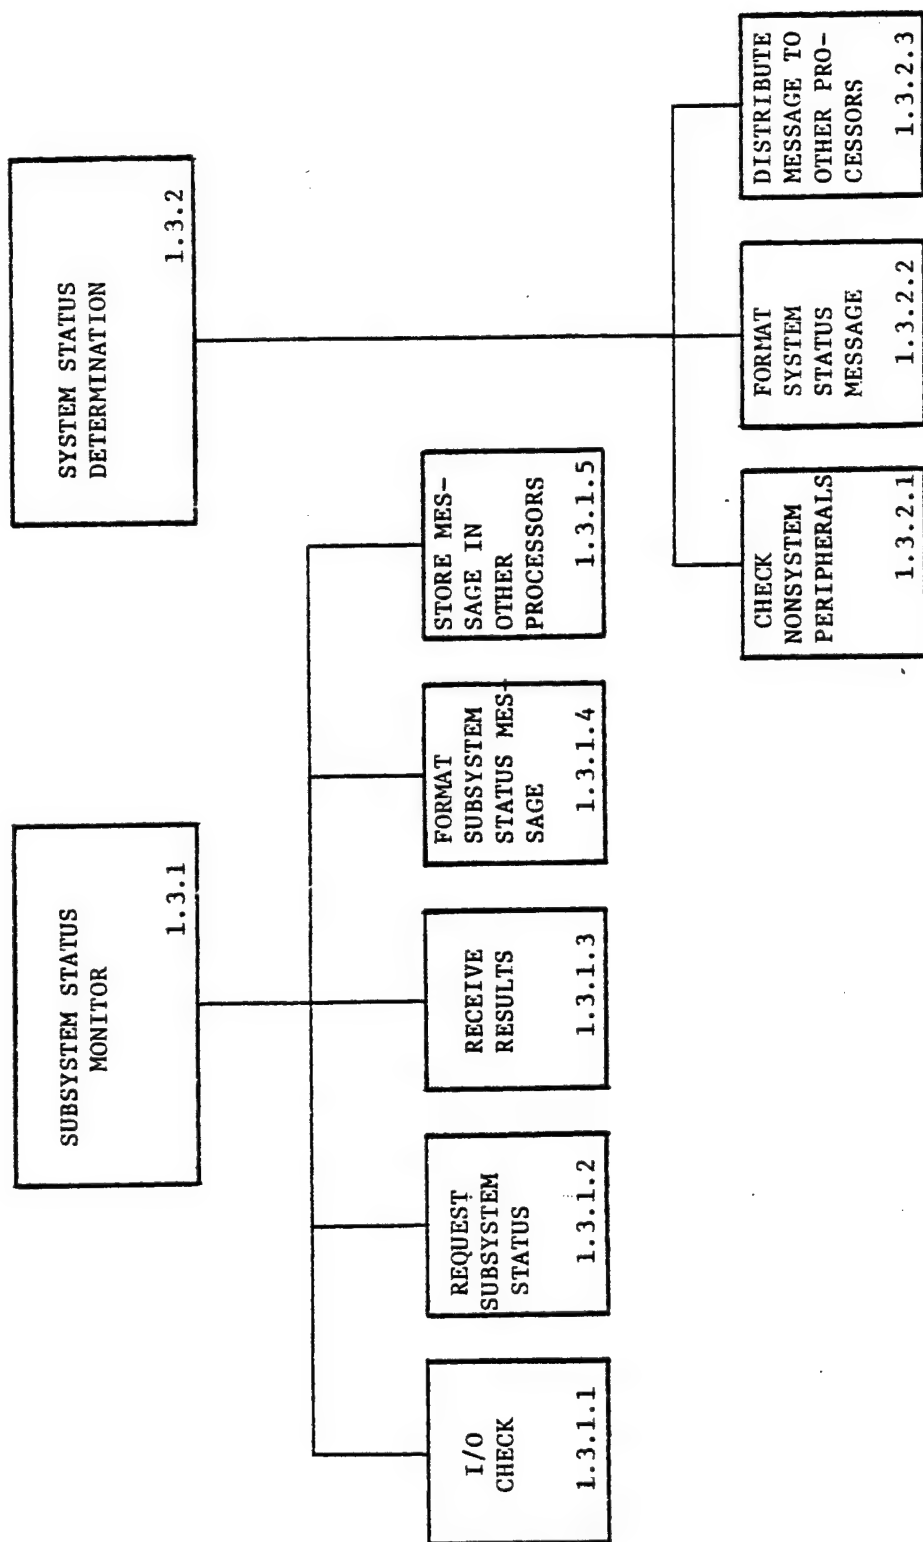 SUBSYSTEM STATUS
MONITOR
1.3.1
SYSTEM STATUS
DETERMINATION
1.3.2
I/O
CHECK
1.3.1.1
REQUEST
SUBSYSTEM
STATUS
1.3.1.2
RECEIVE
RESULTS
1.3.1.3
FORMAT
SUBSYSTEM
STATUS MES-
SAGE
1.3.1.4
STORE MES-
SAGE IN
OTHER
PROCESSORS
1.3.1.5
CHECK
NONSYSTEM
PERIPHERALS
1.3.2.1
FORMAT
SYSTEM
STATUS
MESSAGE
1.3.2.2
DISTRIBUTE
MESSAGE TO
OTHER PRO-
CESSORS
1.3.2.3